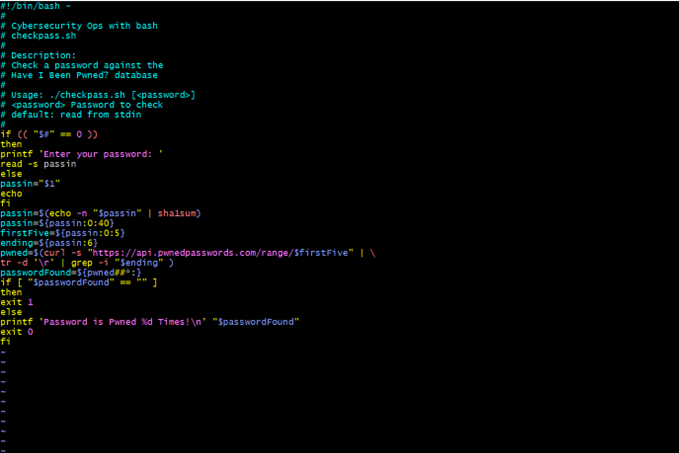 #!/bin/bash -
#
# Cybersecurity Ops with bash
# checkpass.sh
#
# Description:
# Check a password against the
# Have I Been Pwned? database
#
# Usage: ./checkpass.sh [<password>]
# <password> Password to check
# default: read from stdin
#
if (( "$#" == 0 ))
then
printf 'Enter your password: '
read -s passin
else
passin="$1"
echo
fi
passin=$(echo -n "$passin" | sha1sum)
passin=${passin:0:40}
firstFive=${passin:0:5}
ending=${passin:6}
pwned=$(curl -s "https://api.pwnedpasswords.com/range/$firstFive" | \
tr -d '\r' | grep -i "$ending" )
passwordFound=${pwned##*:}
if [ "$passwordFound" == "" ]
then
exit 1
else
printf 'Password is Pwned %d Times!\n' "$passwordFound"
exit 0
fi
~
~
~
~
~
~
~
~
~
~
~